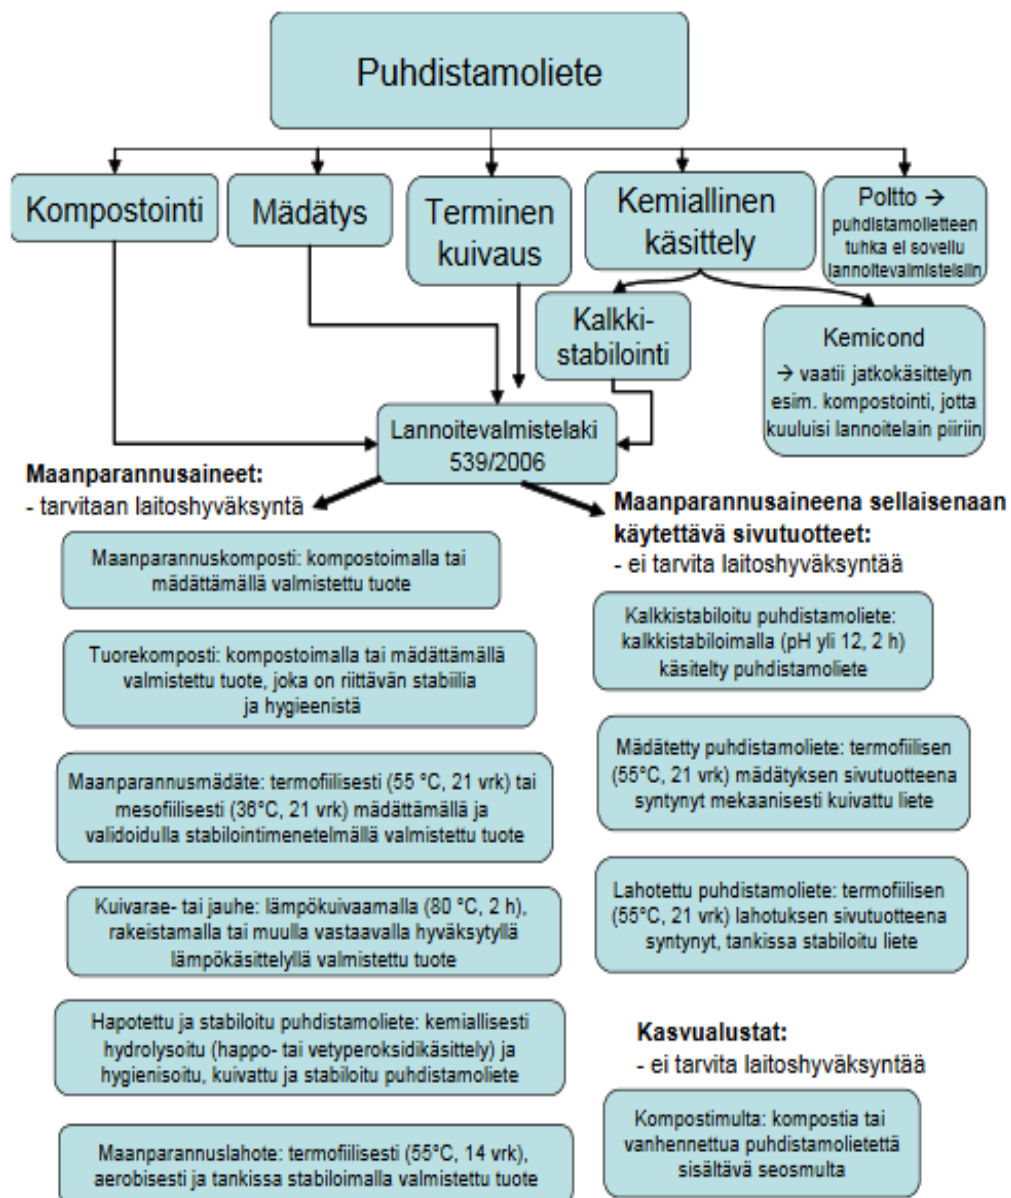 Puhdistamoliete
Kompostointi
Mädätys
Terminen
kuivaus
Kemiallinen
käsittely
Poltto →
puhdistamolietteen
tuhka ei sovellu
lannoitevalmisteisiin
Kalkki-
stabilointi
Kemicond
→ vaatii jatkokäsittelyn
esim. kompostointi, jotta
kuuluisi lannoitelain piiriin
Lannoitevalmistelaki
539/2006
Maanparannusaineet:
- tarvitaan laitoshyväksyntä
Maanparannuskomposti: kompostoimalla tai
mädättämällä valmistettu tuote
Tuorekomposti: kompostoimalla tai mädättämällä
valmistettu tuote, joka on riittävän stabiilia
ja hygieenistä
Maanparannusmädäte: termofiilisesti (55 °C, 21 vrk) tai
mesofiilisesti (36°C, 21 vrk) mädättämällä ja
validoidulla stabilointimenetelmällä valmistettu tuote
Kuivarae- tai jauhe: lämpökuivaamalla (80 °C, 2 h),
rakeistamalla tai muulla vastaavalla hyväksytyllä
lämpökäsittelyllä valmistettu tuote
Hapotettu ja stabiloitu puhdistamoliete: kemiallisesti
hydrolysoitu (happo- tai vetyperoksidikäsittely) ja
hygienisoitu, kuivattu ja stabiloitu puhdistamoliete
Maanparannuslahote: termofiilisesti (55°C, 14 vrk),
aerobisesti ja tankissa stabiloimalla valmistettu tuote
Maanparannusaineena sellaisenaan
käytettävä sivutuotteet:
- ei tarvita laitoshyväksyntää
Kalkkistabiloitu puhdistamoliete:
kalkkistabiloimalla (pH yli 12, 2 h)
käsitelty puhdistamoliete
Mädätetty puhdistamoliete: termofiilisen
(55°C, 21 vrk) mädätyksen sivutuotteena
syntynyt mekaanisesti kuivattu liete
Lahotettu puhdistamoliete: termofiilisen
(55°C, 21 vrk) lahotuksen sivutuotteena
syntynyt, tankissa stabiloitu liete
Kasvualustat:
- ei tarvita laitoshyväksyntää
Kompostimulta: kompostia tai
vanhennettua puhdistamolietettä
sisältävä seosmulta